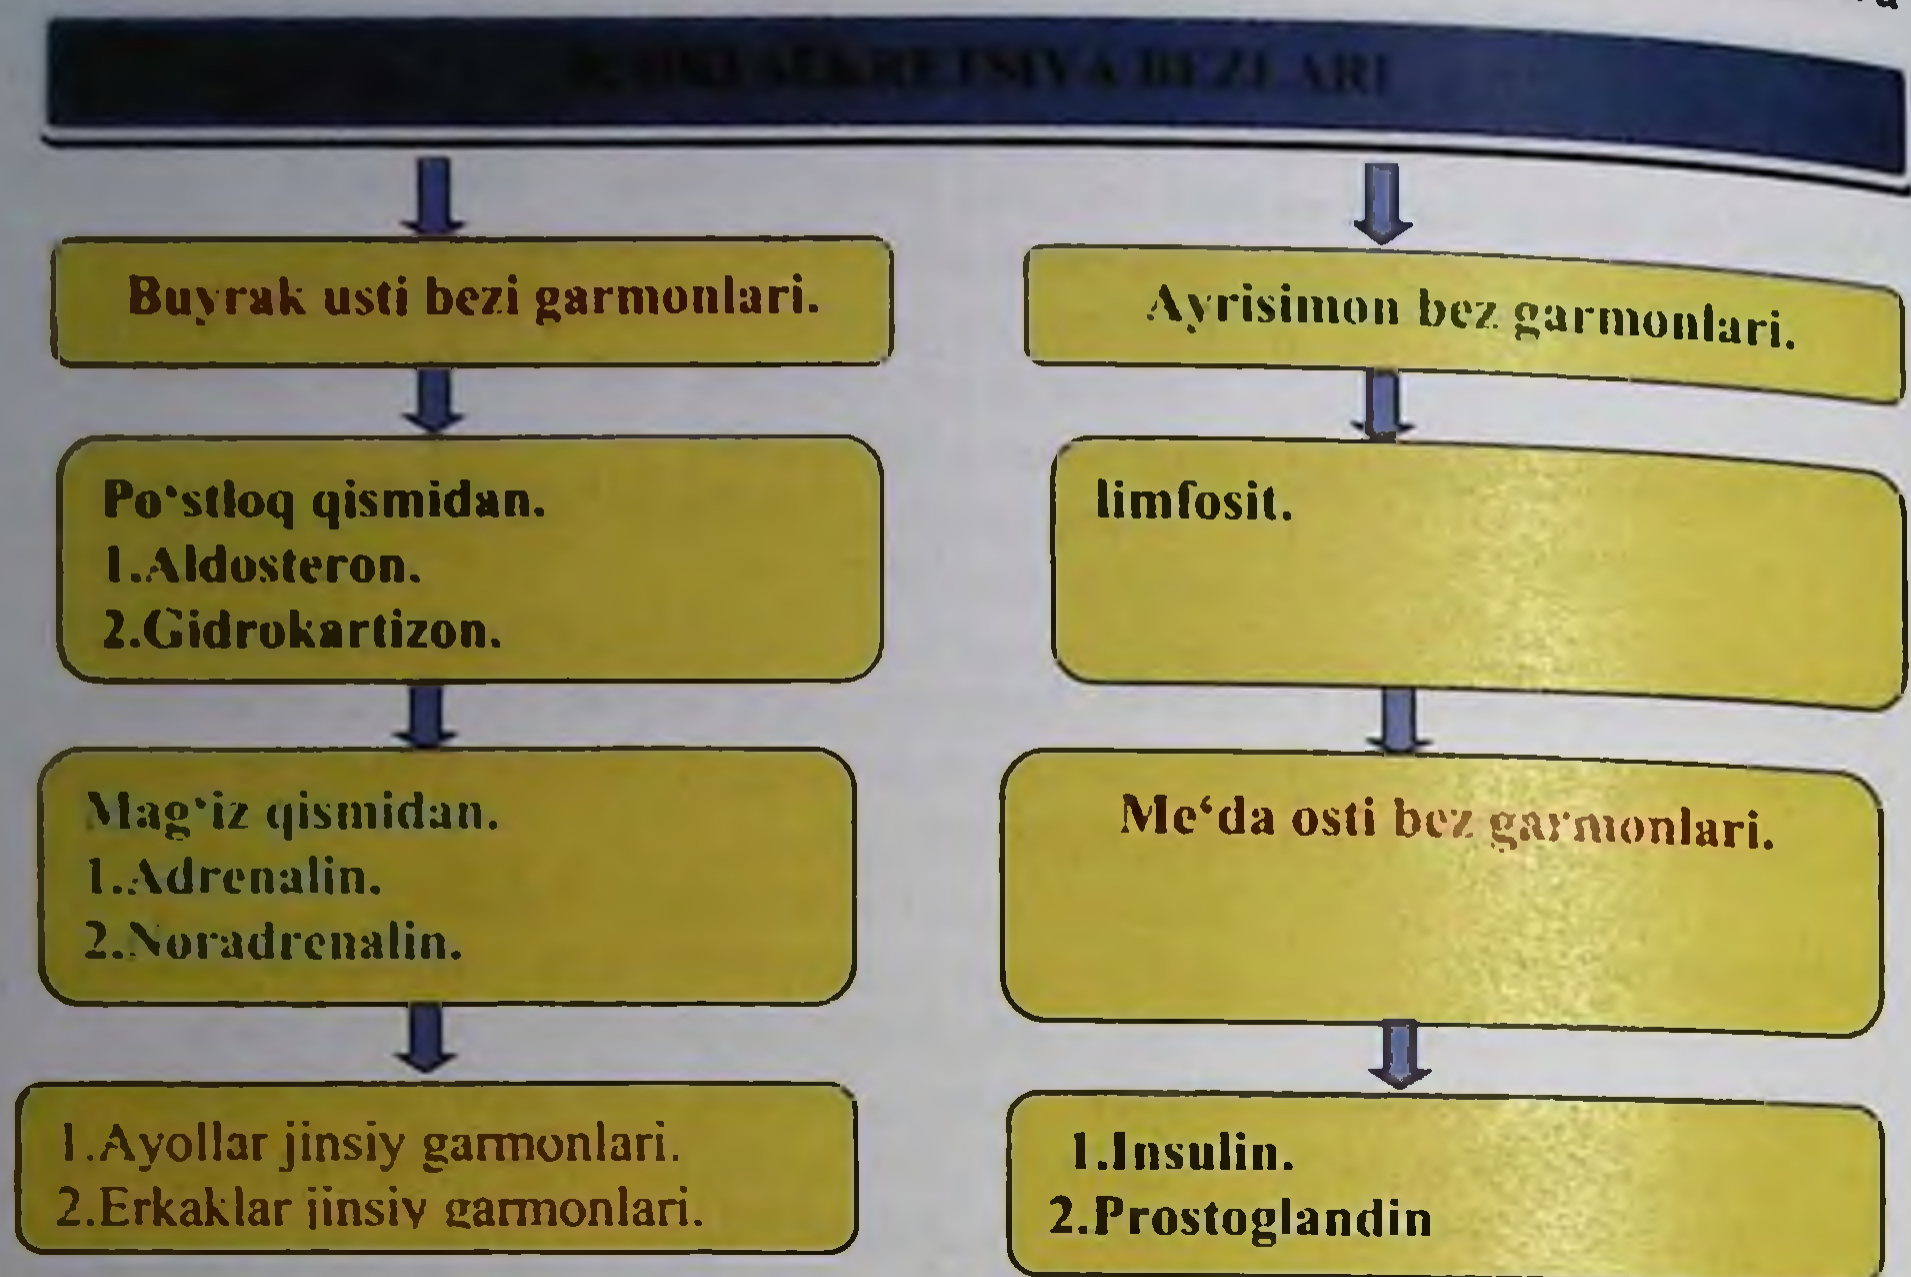 SEKRETSIYA BEZLARI
Buyrak usti bezi garmonlari.
Po‘stloq qismidan.
1.Aldosteron.
2.Gidrokartizon.
Mag‘iz qismidan.
1.Adrenalin.
2.Noradrenalin.
1.Ayollar jinsiy garmonlari.
2.Erkaklar jinsiy garmonlari.
Ayrisimon bez garmonlari.
limfosit.
Me‘da osti bez garmonlari.
1.Insulin.
2.Prostoglandin